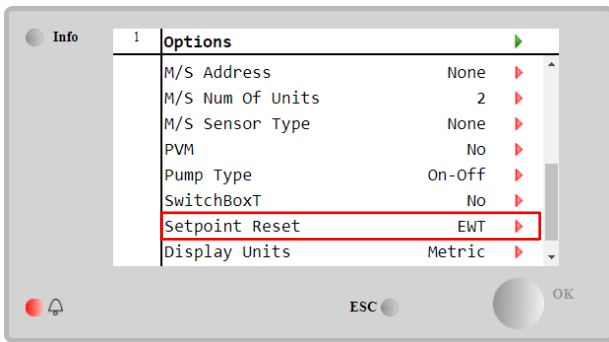 Info
1 Options
M/S Address None
M/S Num Of Units 2
M/S Sensor Type None
PVM No
Pump Type On-Off
SwitchBoxT No
Setpoint Reset EWT
Display Units Metric
ESC
OK